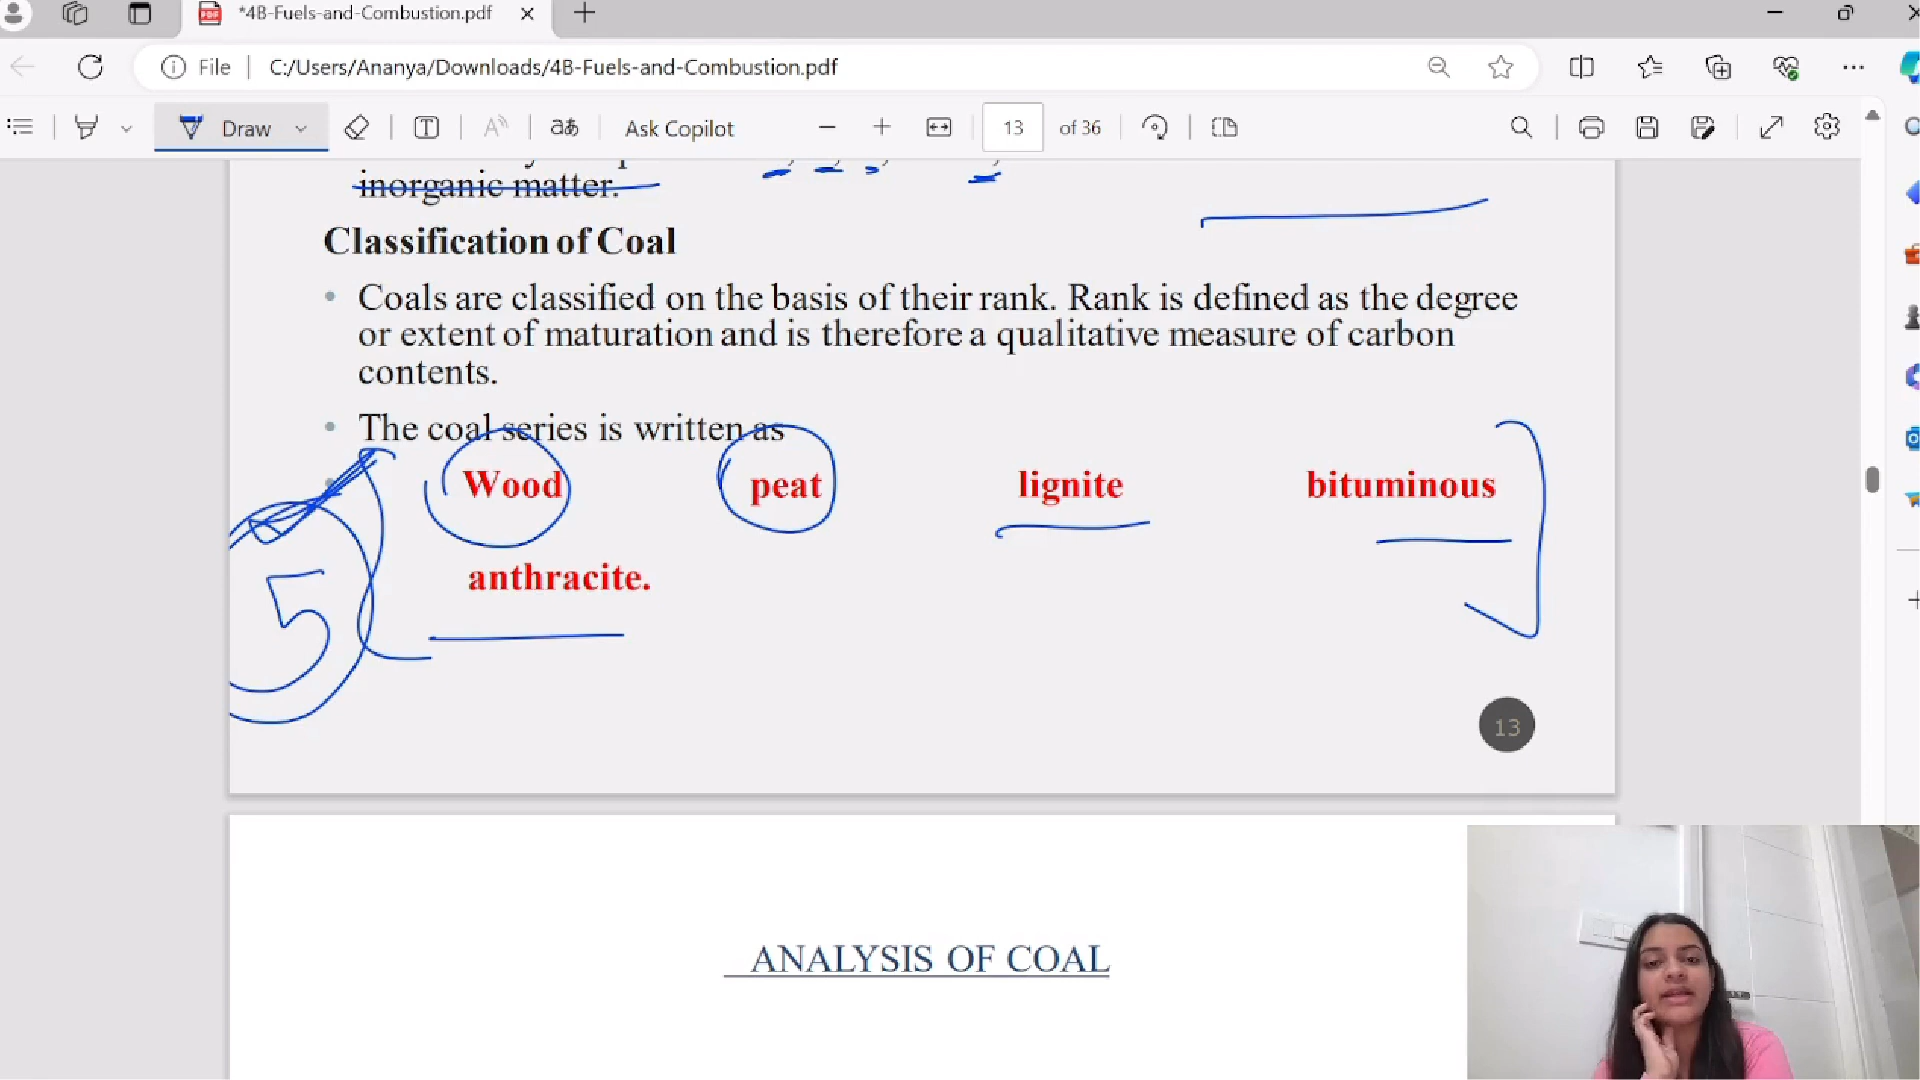 *4B-Fuels-and-Combustion.pdf
File C:/Users/Ananya/Downloads/4B-Fuels-and-Combustion.pdf
Draw Ask Copilot 13 of 36
inorganic matter.
Classification of Coal
• Coals are classified on the basis of their rank. Rank is defined as the degree
or extent of maturation and is therefore a qualitative measure of carbon
contents.
• The coal series is written as
• Wood peat lignite bituminous
anthracite.
5
13
ANALYSIS OF COAL